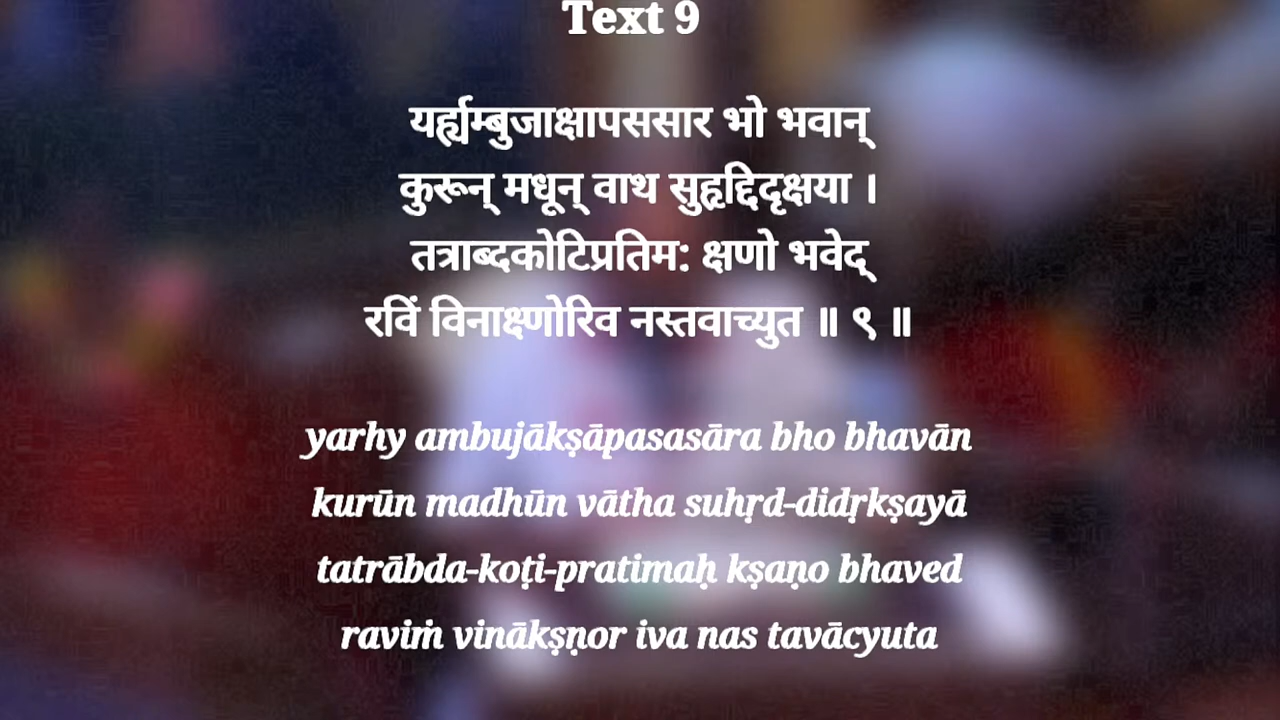 Text 9
यर्ह्यम्बुजाक्षापससार भो भवान्
कुरून् मधून् वाथ सुहृद्दिदृक्षया ।
तत्राब्दकोटिप्रतिम: क्षणो भवेद्
रविं विनाक्ष्णोरिव नस्तवाच्युत ॥ ९ ॥
yarhy ambujākṣāpasasāra bho bhavān
kurūn madhūn vātha suhṛd-didṛkṣayā
tatrābda-koṭi-pratimaḥ kṣaṇo bhaved
raviṁ vinākṣṇor iva nas tavācyuta